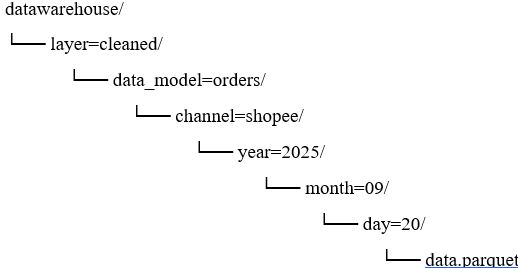 datawarehouse/
└── layer=cleaned/
└── data_model=orders/
└── channel=shopee/
└── year=2025/
└── month=09/
└── day=20/
└── data.parquet